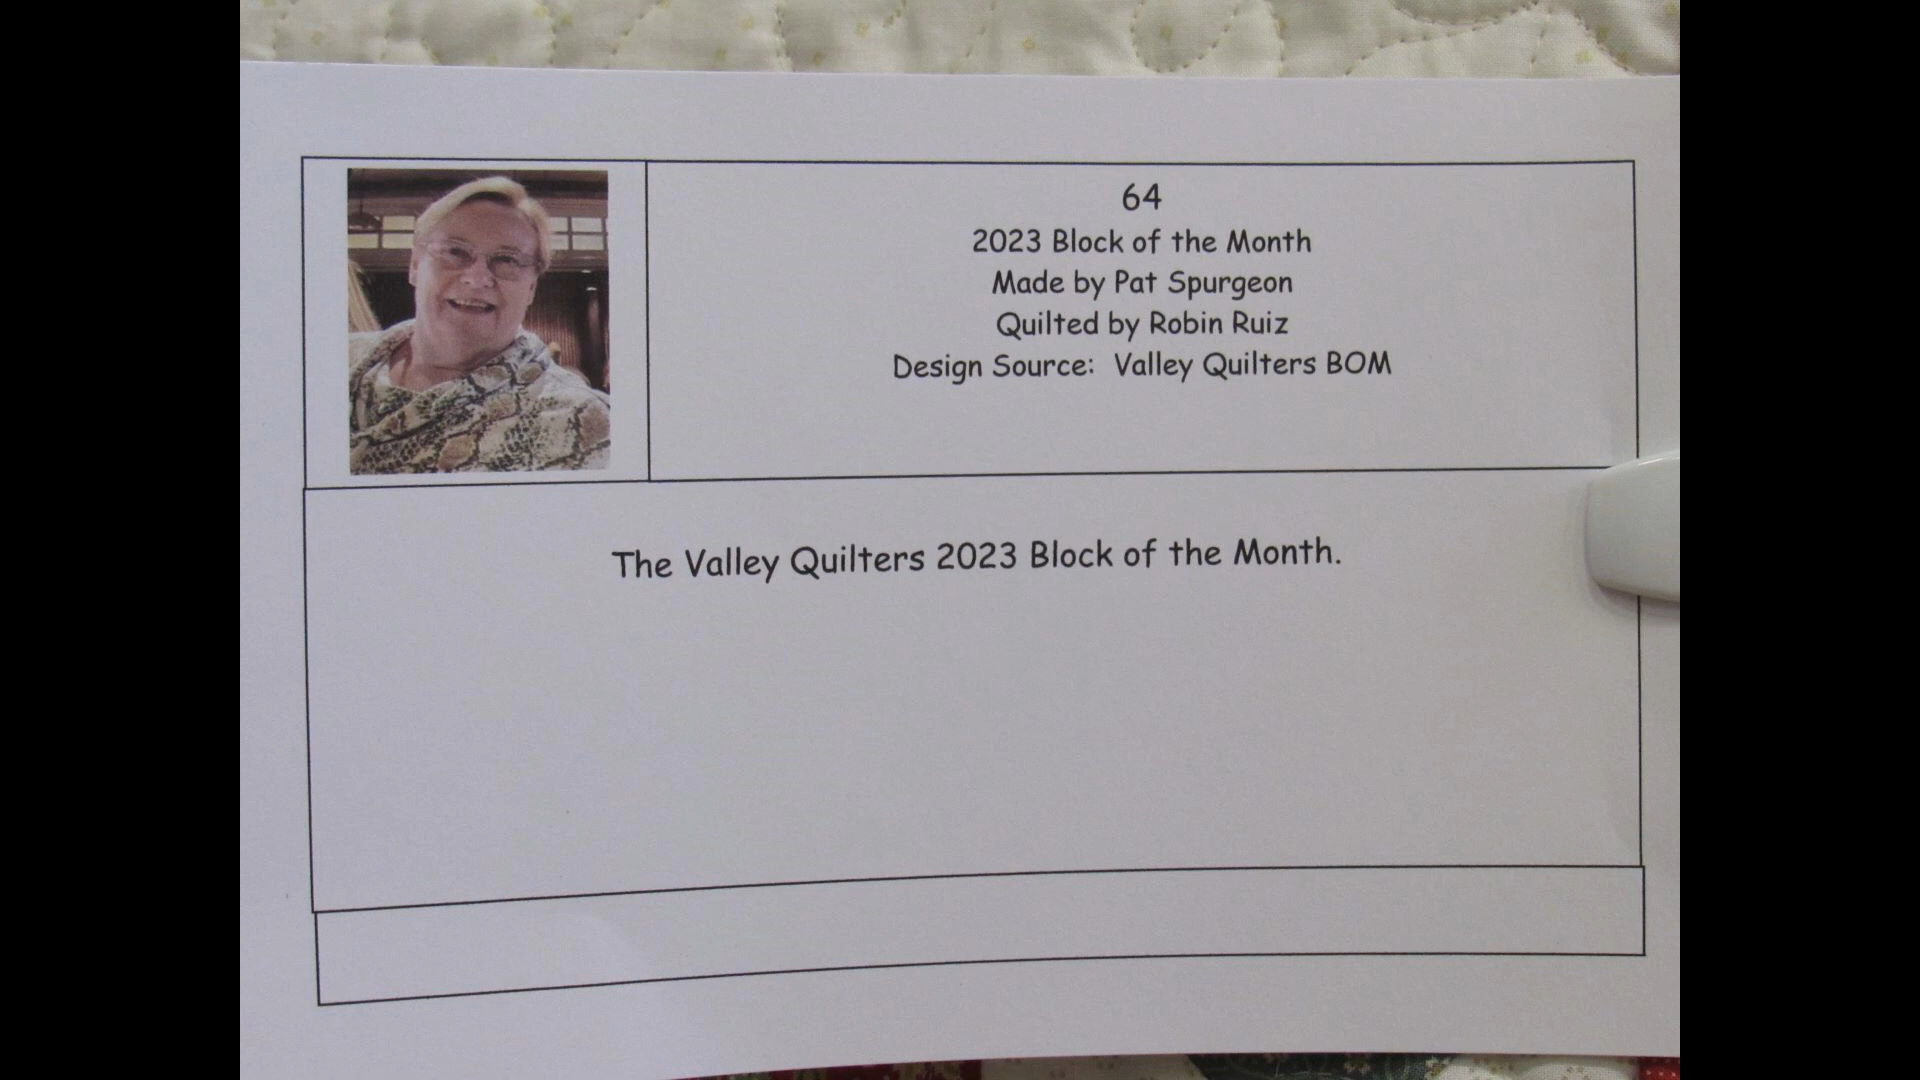 64
2023 Block of the Month
Made by Pat Spurgeon
Quilted by Robin Ruiz
Design Source: Valley Quilters BOM
The Valley Quilters 2023 Block of the Month.